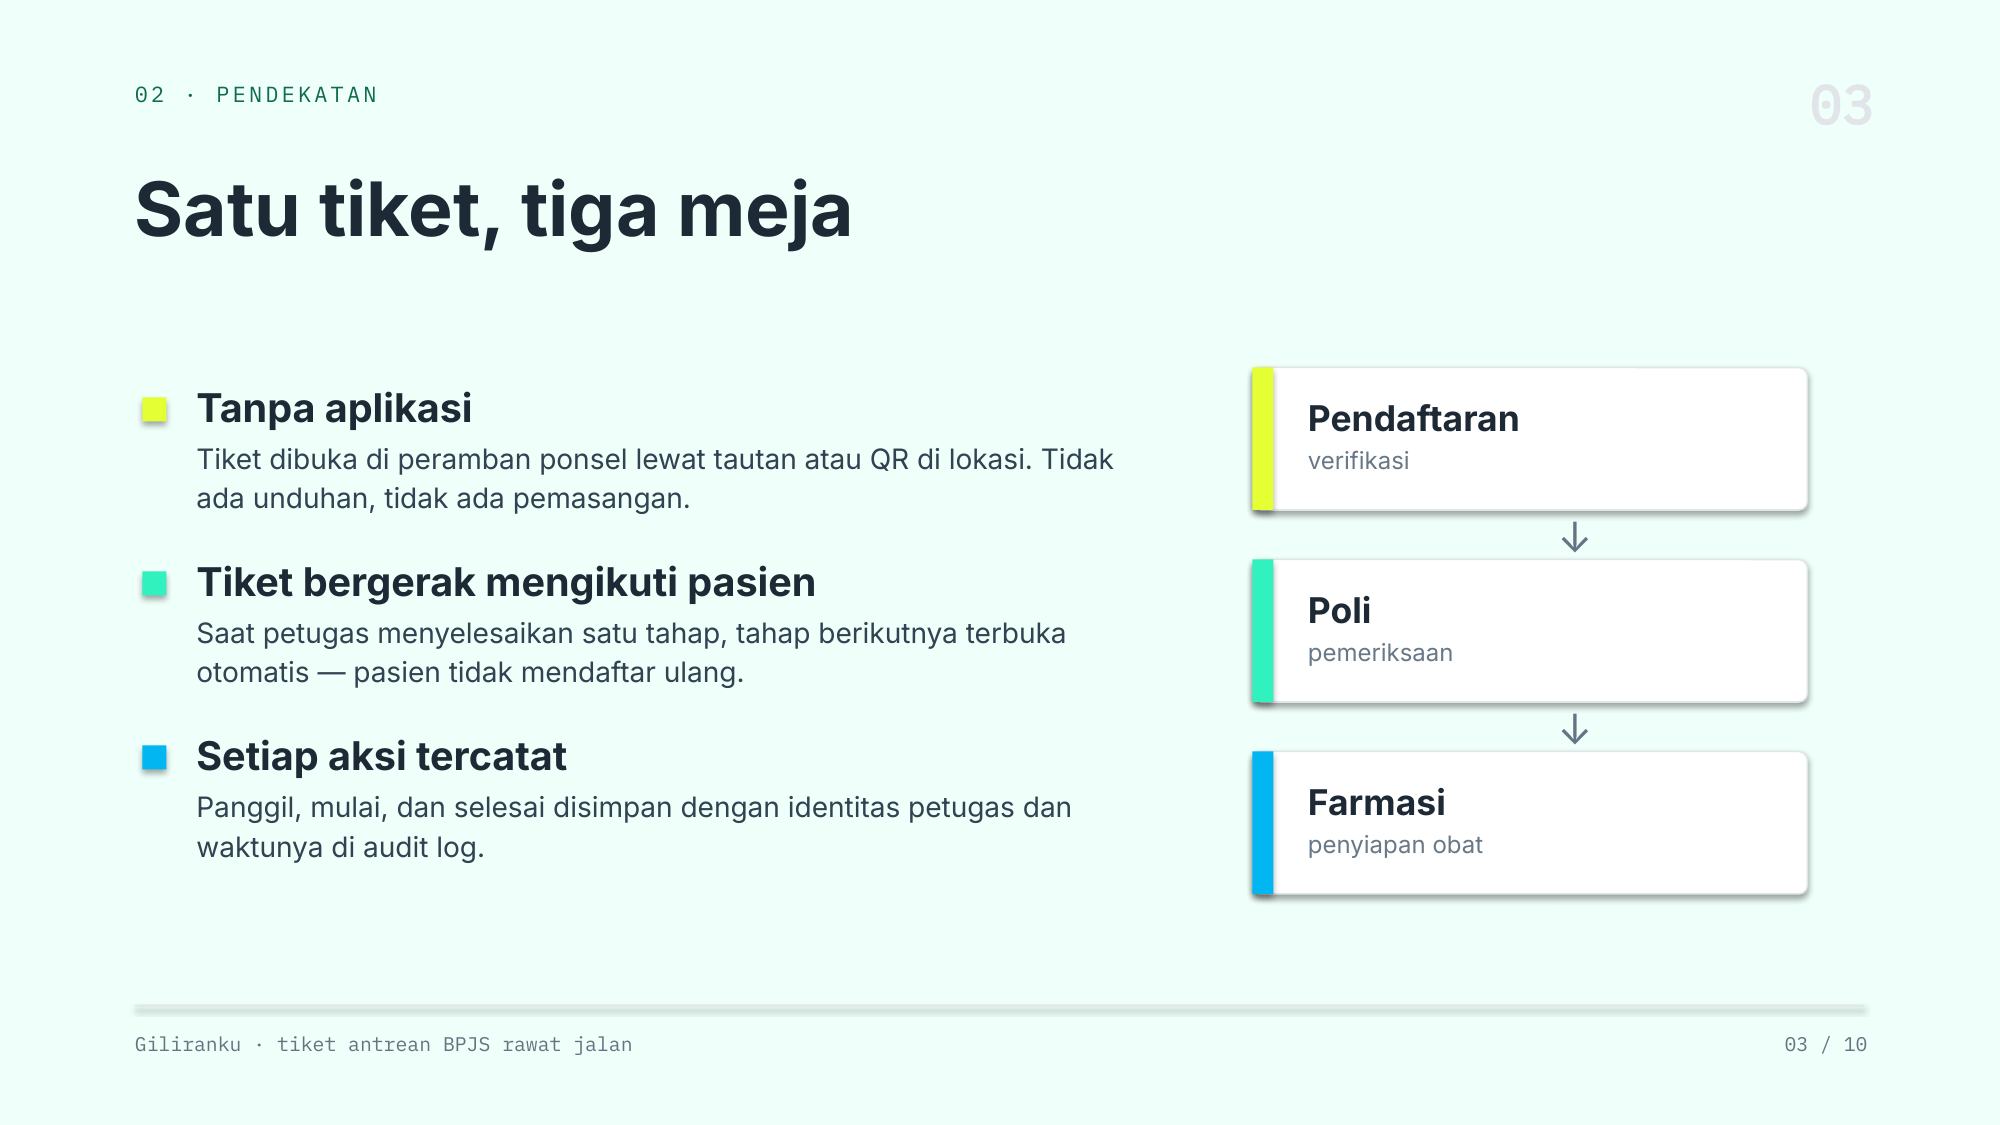 02 · PENDEKATAN
03
Satu tiket, tiga meja
Tanpa aplikasi
Tiket dibuka di peramban ponsel lewat tautan atau QR di lokasi. Tidak
ada unduhan, tidak ada pemasangan.
Tiket bergerak mengikuti pasien
Saat petugas menyelesaikan satu tahap, tahap berikutnya terbuka
otomatis — pasien tidak mendaftar ulang.
Setiap aksi tercatat
Panggil, mulai, dan selesai disimpan dengan identitas petugas dan
waktunya di audit log.
Pendaftaran
verifikasi
↓
Poli
pemeriksaan
↓
Farmasi
penyiapan obat
Giliranku · tiket antrean BPJS rawat jalan
03 / 10